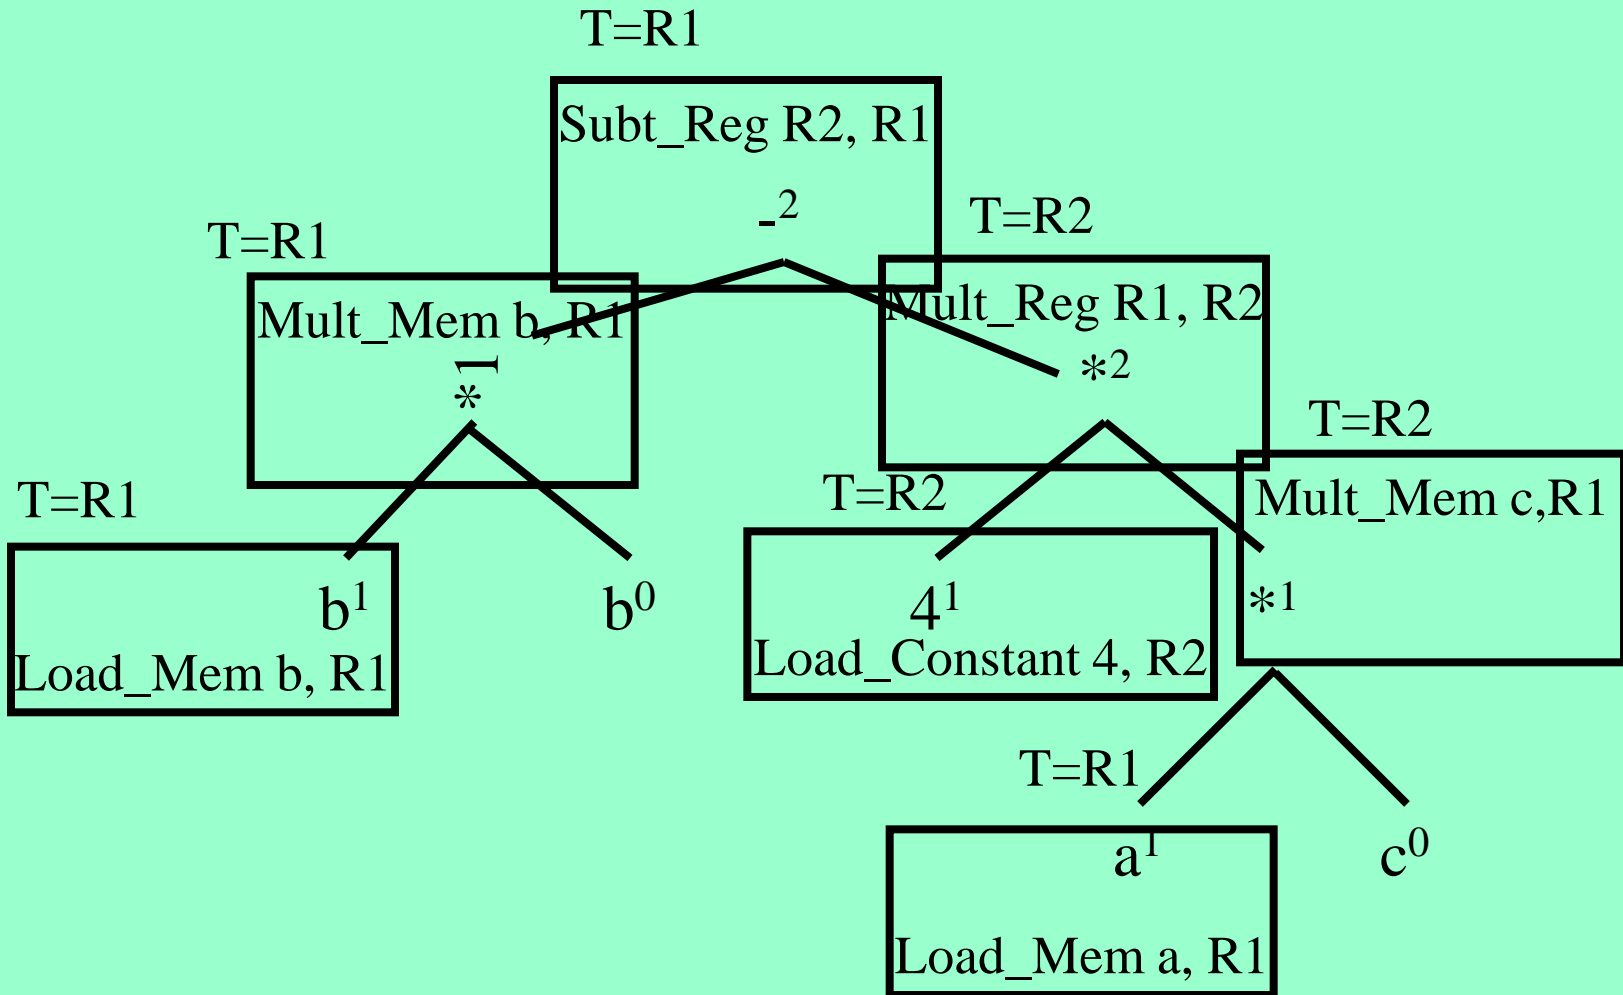 T=R1
Subt_Reg R2, R1
-2
T=R1
T=R2
Mult_Mem b, R1
Mult_Reg R1, R2
*1
*2
T=R1
T=R2
T=R2
Mult_Mem c,R1
b1
b0
41
*1
Load_Mem b, R1
Load_Constant 4, R2
T=R1
a1
c0
Load_Mem a, R1